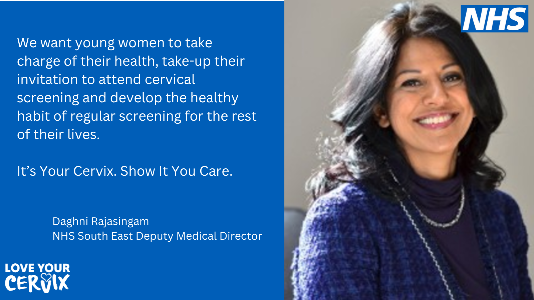 NHS
We want young women to take
charge of their health, take-up their
invitation to attend cervical
screening and develop the healthy
habit of regular screening for the rest
of their lives.
It's Your Cervix. Show It You Care.
Daghni Rajasingam
NHS South East Deputy Medical Director
LOVE YOUR
CERVIX